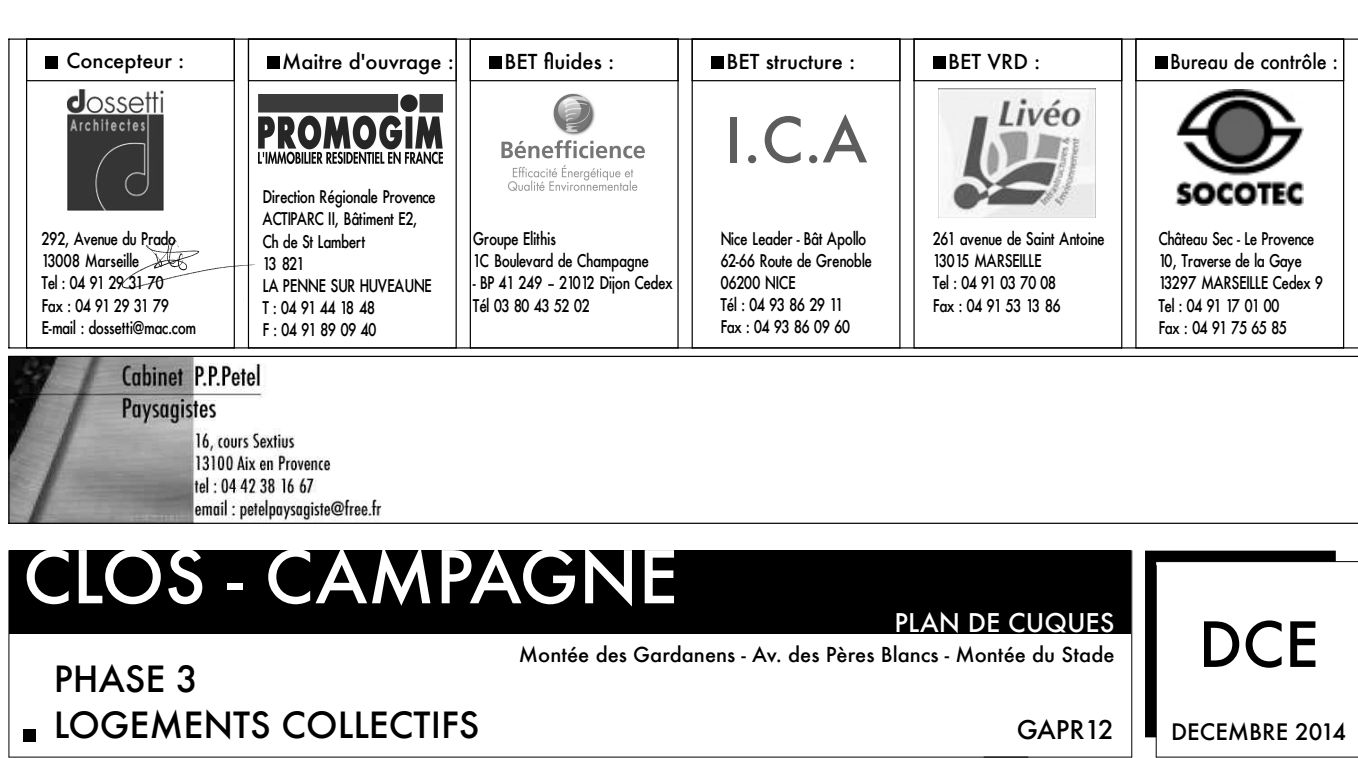 ■ Concepteur :
dossetti
Architectes
292, Avenue du Prado
13008 Marseille
Tel : 04 91 29 31 70
Fax : 04 91 29 31 79
E-mail : dossetti@mac.com
■Maitre d'ouvrage :
PROMOGIM
L'IMMOBILIER RESIDENTIEL EN FRANCE
Direction Régionale Provence
ACTIPARC II, Bâtiment E2,
Ch de St Lambert
13 821
LA PENNE SUR HUVEAUNE
T : 04 91 44 18 48
F : 04 91 89 09 40
■BET fluides :
Bénefficience
Efficacité Énergétique et
Qualité Environnementale
Groupe Elithis
1C Boulevard de Champagne
- BP 41 249 – 21012 Dijon Cedex
Tél 03 80 43 52 02
■BET structure :
I.C.A
Nice Leader - Bât Apollo
62-66 Route de Grenoble
06200 NICE
Tél : 04 93 86 29 11
Fax : 04 93 86 09 60
■BET VRD :
Livéo
Infrastructures &
Environnement
261 avenue de Saint Antoine
13015 MARSEILLE
Tel : 04 91 03 70 08
Fax : 04 91 53 13 86
■Bureau de contrôle :
SOCOTEC
Château Sec - Le Provence
10, Traverse de la Gaye
13297 MARSEILLE Cedex 9
Tel : 04 91 17 01 00
Fax : 04 91 75 65 85
Cabinet P.P.Petel
Paysagistes
16, cours Sextius
13100 Aix en Provence
tel : 04 42 38 16 67
email : petelpaysagiste@free.fr
CLOS - CAMPAGNE
PLAN DE CUQUES
Montée des Gardanens - Av. des Pères Blancs - Montée du Stade
PHASE 3
■ LOGEMENTS COLLECTIFS
GAPR12
DCE
DECEMBRE 2014